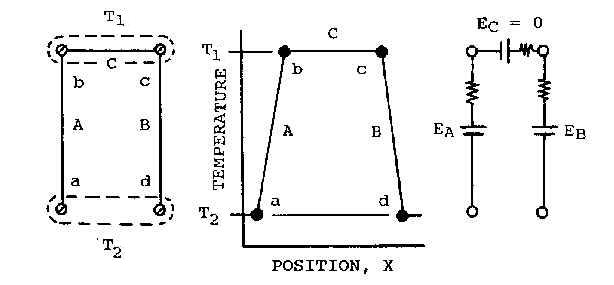 T1
C
b c
A B
a d
T2
TEMPERATURE
T1
C
b c
A B
a d
T2
POSITION, X
EC = 0
EA EB